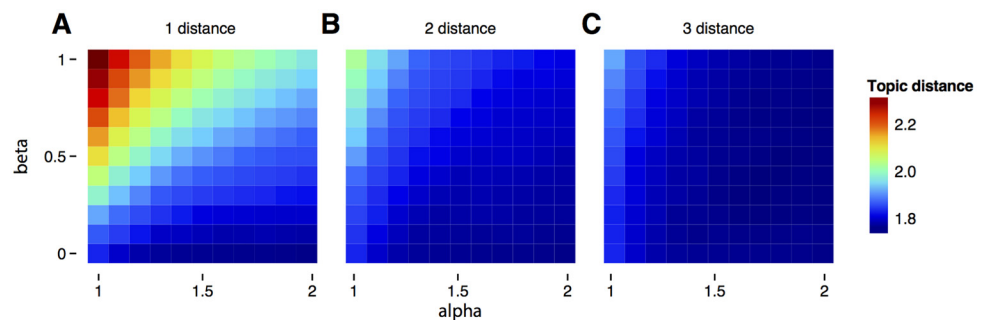 A
1 distance
B
2 distance
C
3 distance
1
0.5
0
beta
1
1.5
2
1
1.5
2
1
1.5
2
alpha
Topic distance
2.2
2.0
1.8